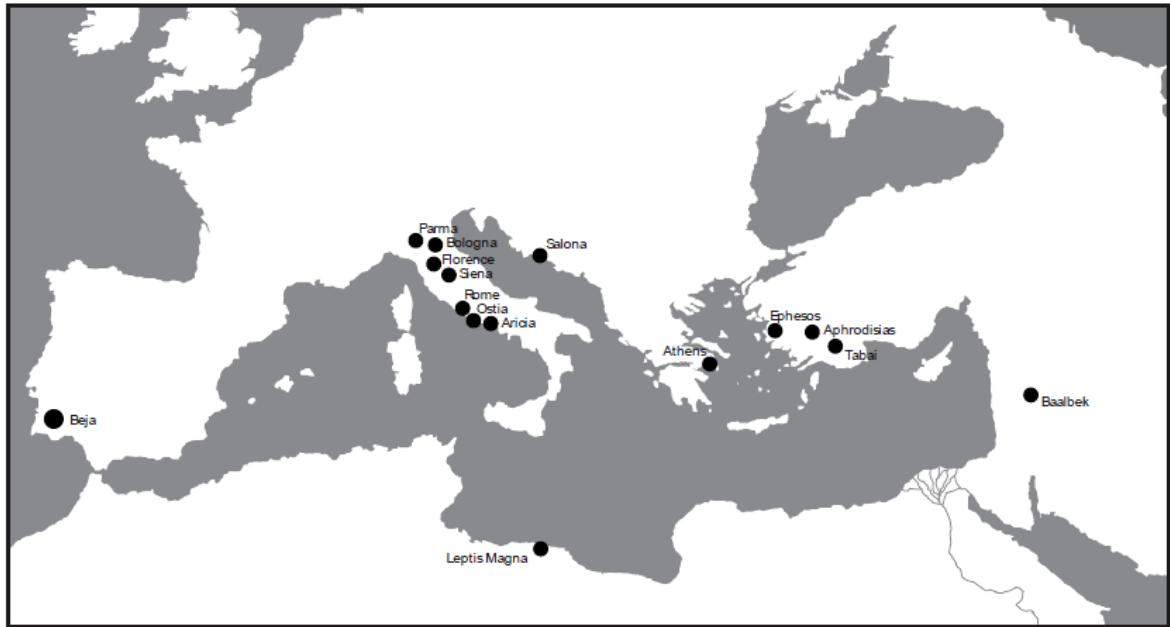 Parma
Bologna
Salona
Florence
Siena
Rome
Ostia
Aricia
Ephesos
Aphrodisias
Tabai
Athens
Baalbek
Beja
Leptis Magna